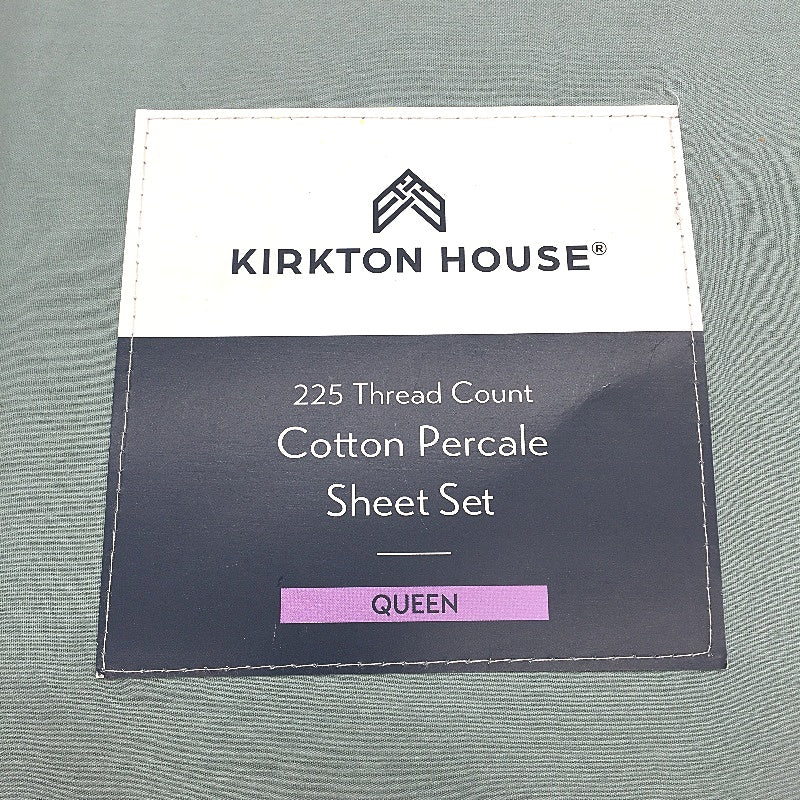 KIRKTON HOUSE®
225 Thread Count
Cotton Percale
Sheet Set
QUEEN